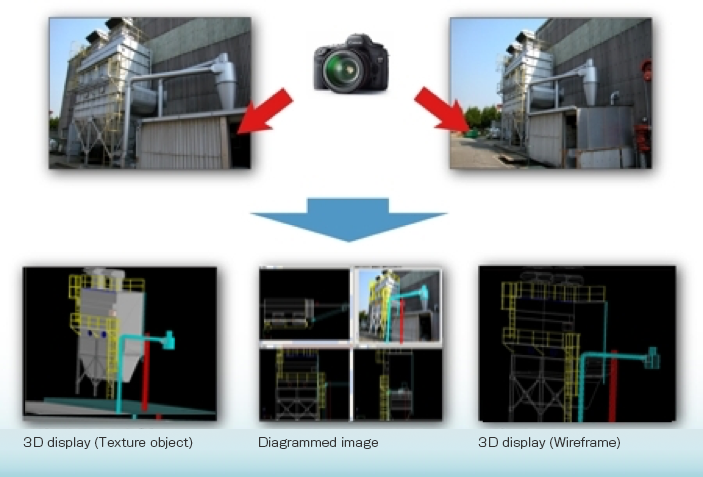 3D display (Texture object)
Diagrammed image
3D display (Wireframe)